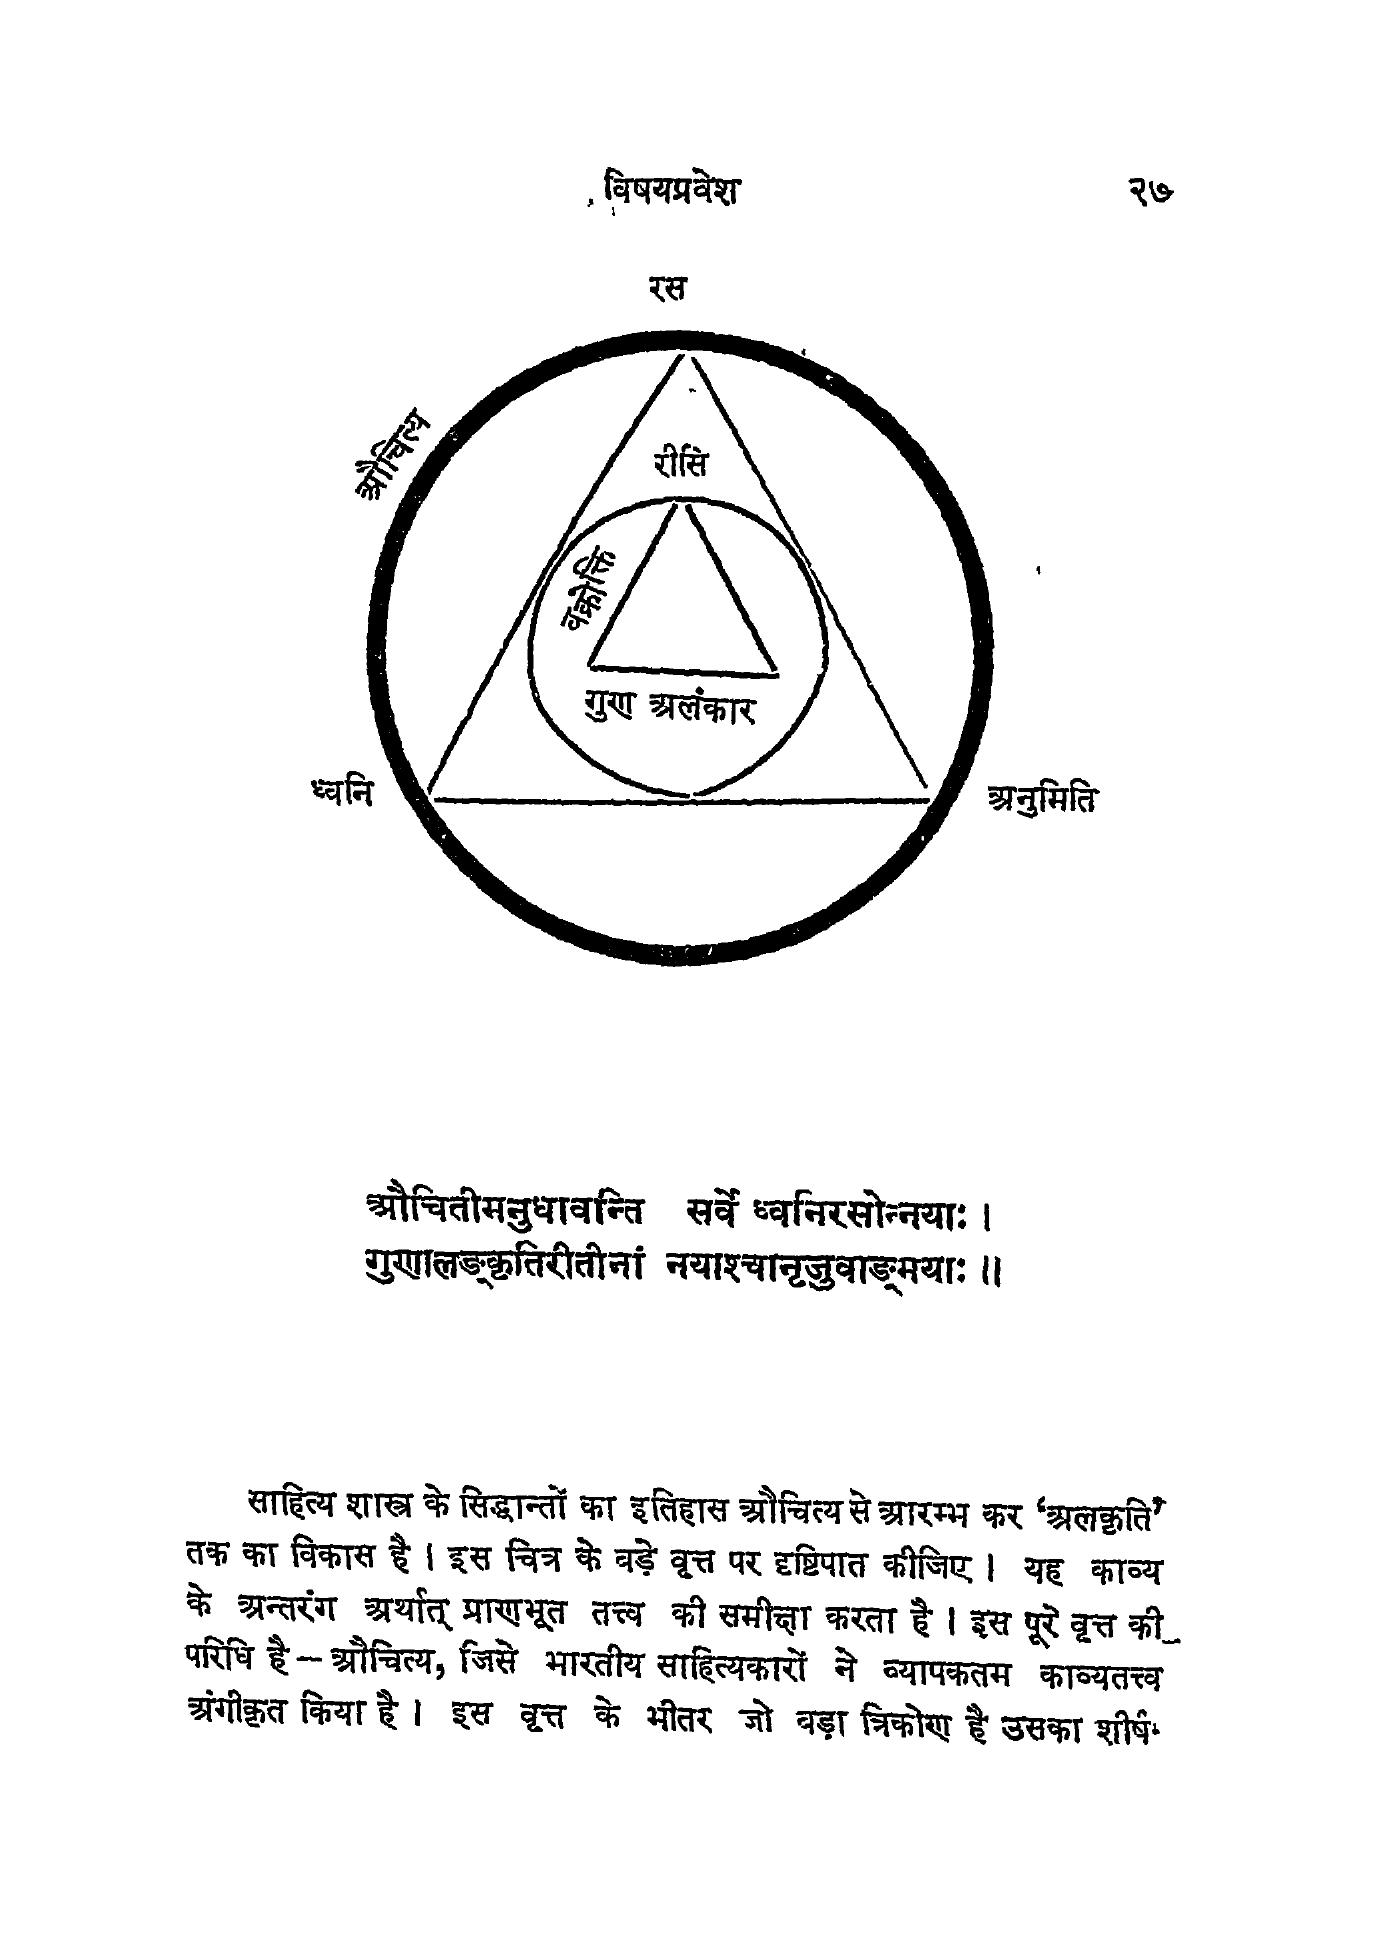 विषयप्रवेश २७
रस
औचित्य
रीसि
वक्रोक्ति
गुण अलंकार
ध्वनि
अनुमिति
औचितीमनुधावन्ति सर्वे ध्वनिरसोन्नयाः ।
गुणालङ्कृतिरीतीनां नयाश्चानृजुवाङ्मयाः ॥
साहित्य शास्त्र के सिद्धान्तों का इतिहास औचित्य से आरम्भ कर ‘अलकृति’
तक का विकास है । इस चित्र के बड़े वृत्त पर दृष्टिपात कीजिए । यह काव्य
के अन्तरंग अर्थात् प्राणभूत तत्त्व की समीक्षा करता है । इस पूरे वृत्त की
परिधि है – औचित्य, जिसे भारतीय साहित्यकारों ने व्यापकतम काव्यतत्त्व
अंगीकृत किया है । इस वृत्त के भीतर जो बड़ा त्रिकोण है उसका शीर्ष-